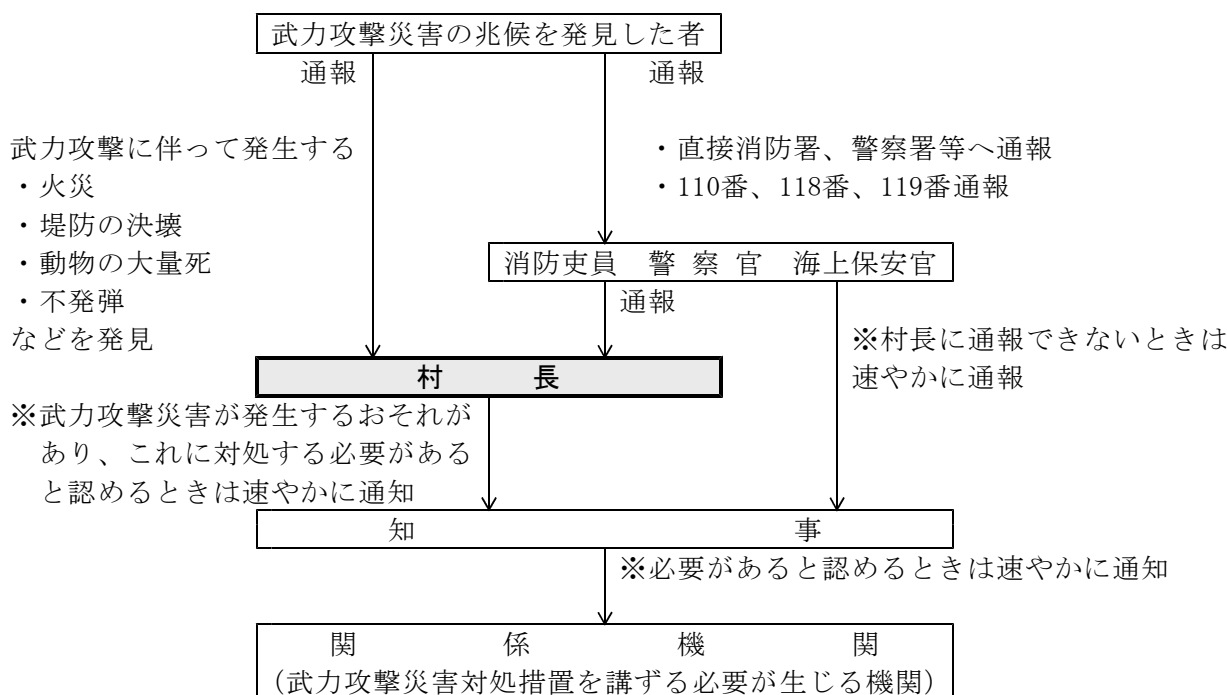 武力攻撃災害の兆候を発見した者
通報
通報
武力攻撃に伴って発生する
・火災
・堤防の決壊
・動物の大量死
・不発弾
などを発見
・直接消防署、警察署等へ通報
・110番、118番、119番通報
消防吏員 警察官 海上保安官
通報
※村長に通報できないときは
速やかに通報
村長
※武力攻撃災害が発生するおそれが
あり、これに対処する必要がある
と認めるときは速やかに通知
知事
※必要があると認めるときは速やかに通知
関係機関
(武力攻撃災害対処措置を講ずる必要が生じる機関)